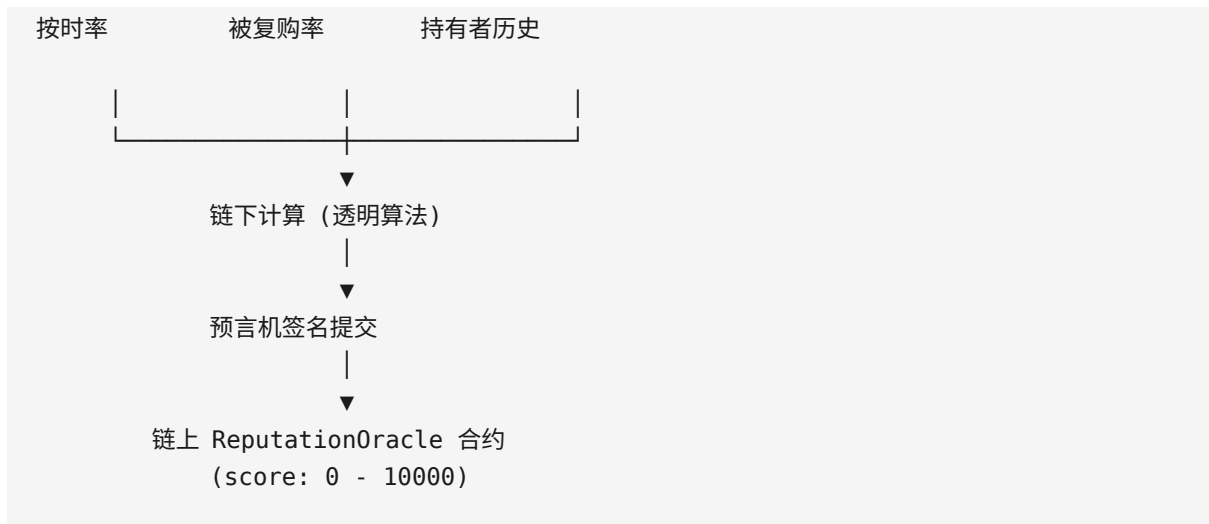 按时率 被复购率 持有者历史
链下计算 (透明算法)
预言机签名提交
链上 ReputationOracle 合约
(score: 0 - 10000)